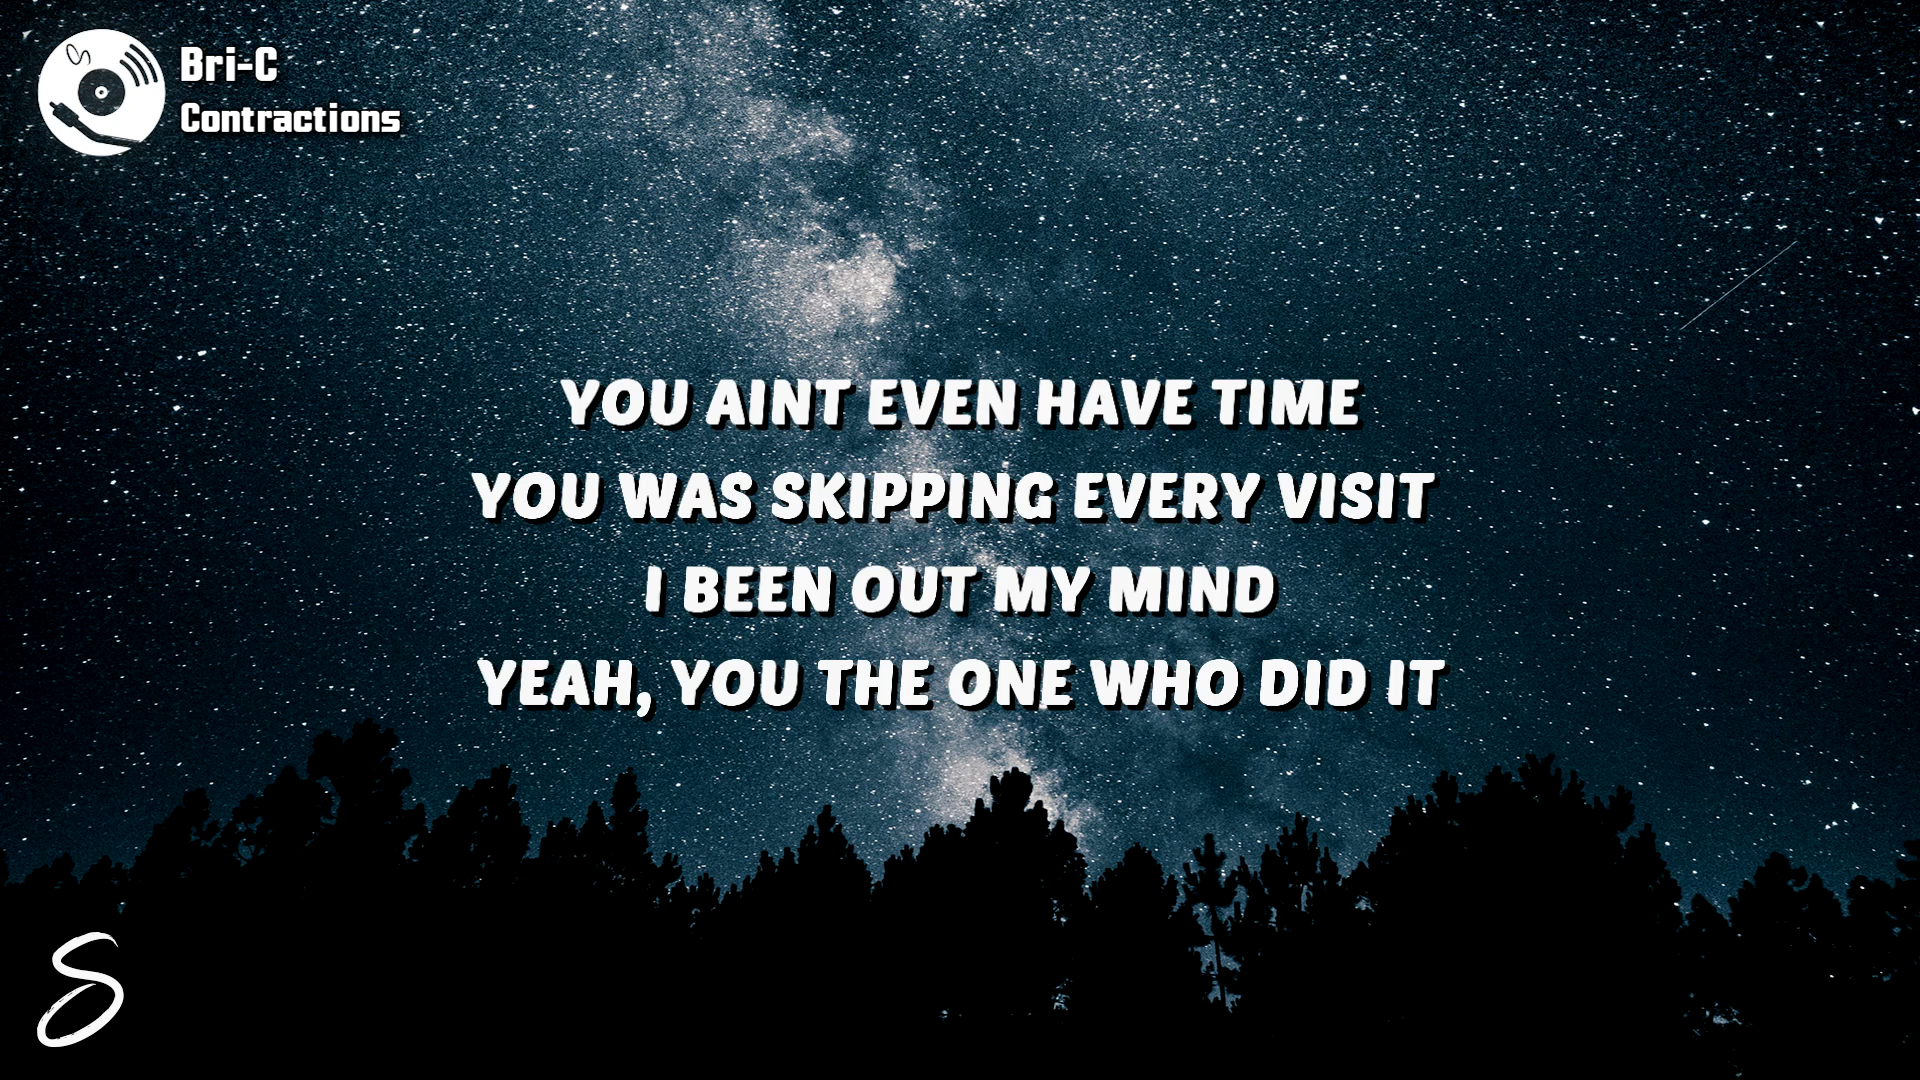 Bri-C
Contractions
YOU AINT EVEN HAVE TIME
YOU WAS SKIPPING EVERY VISIT
I BEEN OUT MY MIND
YEAH, YOU THE ONE WHO DID IT
S